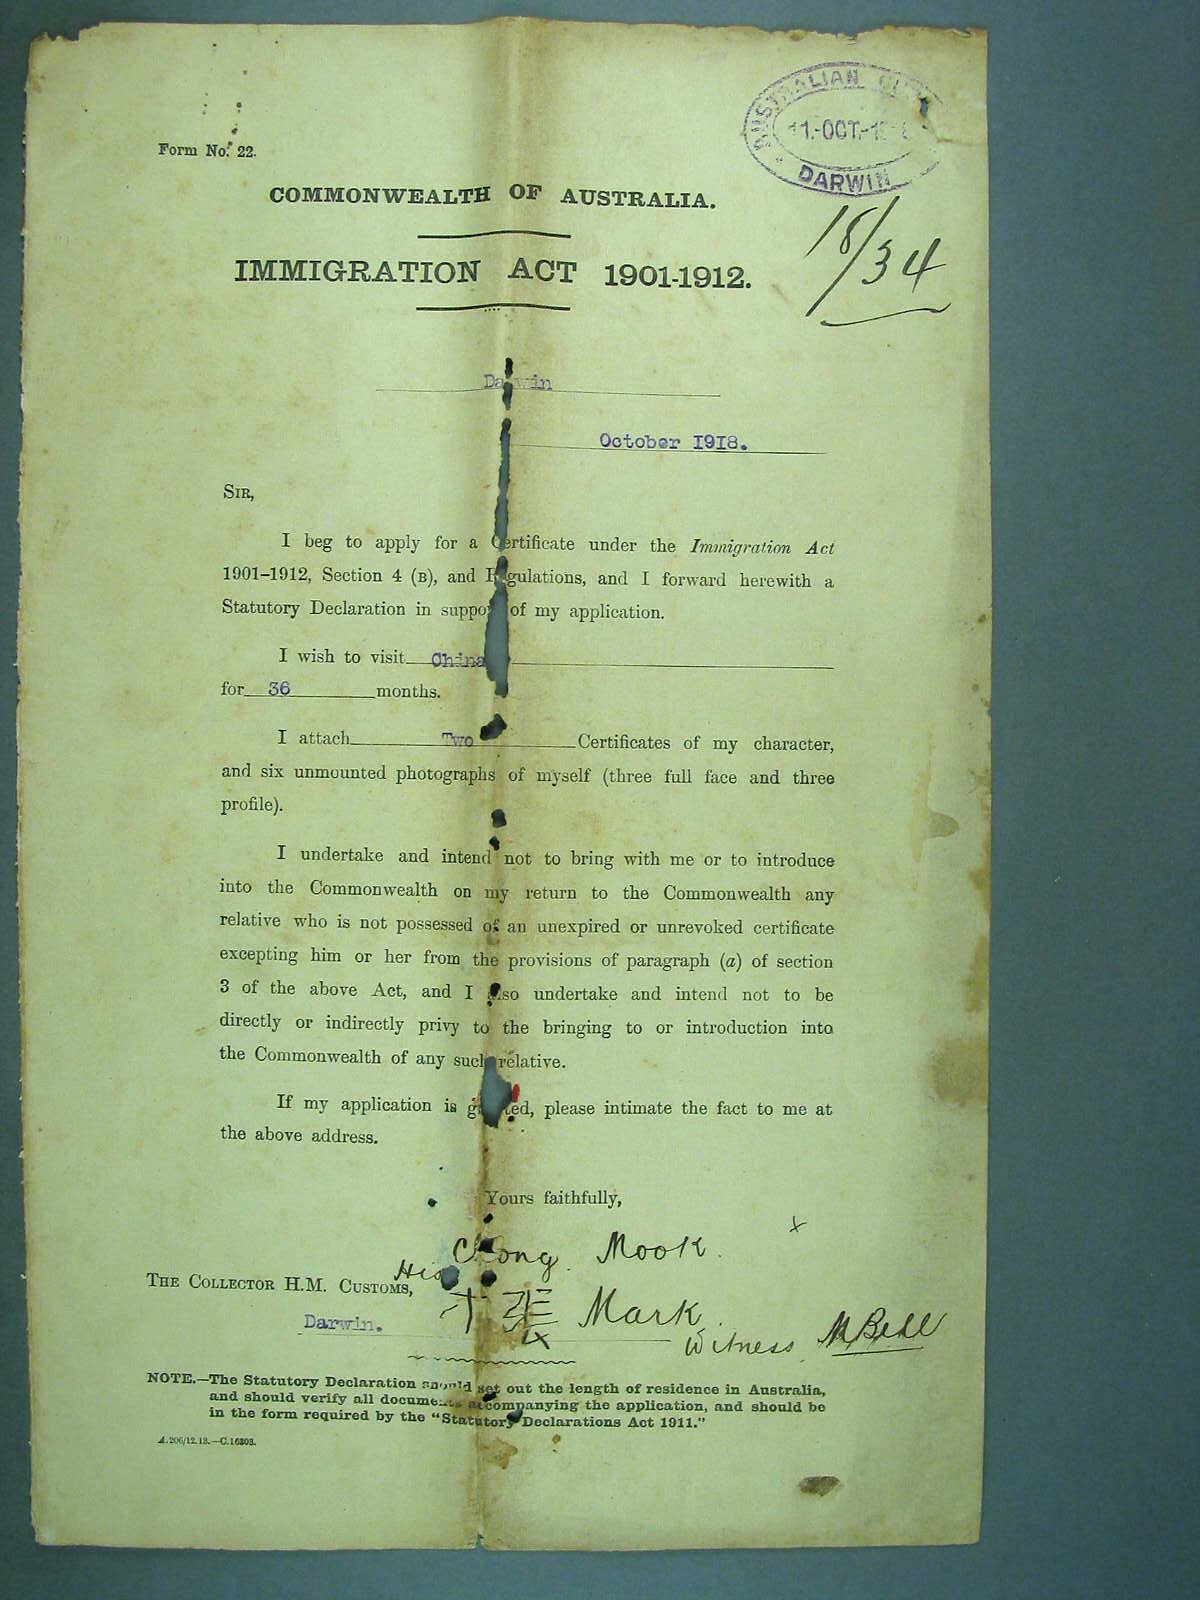 AUSTRALIAN
11.-OCT.-
DARWIN
18/34
Form No. 22.
COMMONWEALTH OF AUSTRALIA.
IMMIGRATION ACT 1901-1912.
Darwin
October 1918.
SIR,
I beg to apply for a Certificate under the Immigration Act
1901–1912, Section 4 (B), and Regulations, and I forward herewith a
Statutory Declaration in support of my application.
I wish to visit China
for 36 months.
I attach Two Certificates of my character,
and six unmounted photographs of myself (three full face and three
profile).
I undertake and intend not to bring with me or to introduce
into the Commonwealth on my return to the Commonwealth any
relative who is not possessed of an unexpired or unrevoked certificate
excepting him or her from the provisions of paragraph (a) of section
3 of the above Act, and I also undertake and intend not to be
directly or indirectly privy to the bringing to or introduction into
the Commonwealth of any such relative.
If my application is granted, please intimate the fact to me at
the above address.
Yours faithfully,
Chong Mook x
THE COLLECTOR H.M. CUSTOMS, His
Mark
Darwin.
Witness M Bell
NOTE.—The Statutory Declaration should set out the length of residence in Australia,
and should verify all documents accompanying the application, and should be
in the form required by the "Statutory Declarations Act 1911."
A.206/12.13.—C.16303.